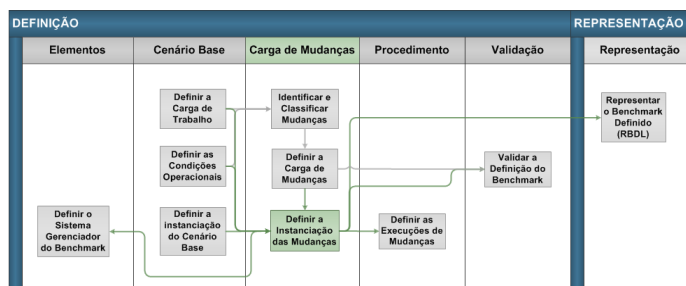 DEFINIÇÃO
REPRESENTAÇÃO
Elementos
Cenário Base
Carga de Mudanças
Procedimento
Validação
Representação
Definir a
Carga de
Trabalho
Identificar e
Classificar
Mudanças
Representar
o Benchmark
Definido
(RBDL)
Definir as
Condições
Operacionais
Definir a
Carga de
Mudanças
Validar a
Definição do
Benchmark
Definir o
Sistema
Gerenciador
do Benchmark
Definir a
instanciação
do Cenário
Base
Definir a
Instanciação
das Mudanças
Definir as
Execuções de
Mudanças